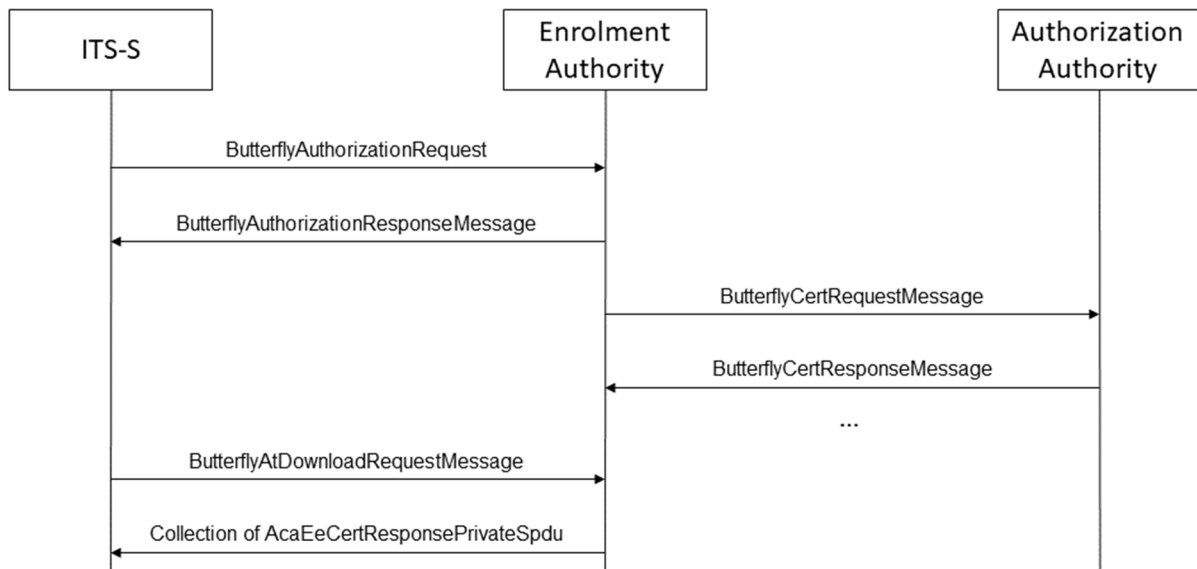 ITS-S
Enrolment
Authority
Authorization
Authority
ButterflyAuthorizationRequest
ButterflyAuthorizationResponseMessage
ButterflyCertRequestMessage
ButterflyCertResponseMessage
...
ButterflyAtDownloadRequestMessage
Collection of AcaEeCertResponsePrivateSpdu